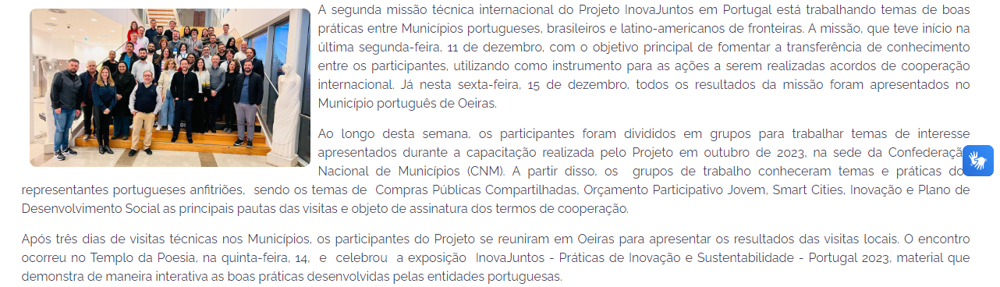 A segunda missão técnica internacional do Projeto InovaJuntos em Portugal está trabalhando temas de boas
práticas entre Municípios portugueses, brasileiros e latino-americanos de fronteiras. A missão, que teve início na
última segunda-feira, 11 de dezembro, com o objetivo principal de fomentar a transferência de conhecimento
entre os participantes, utilizando como instrumento para as ações a serem realizadas acordos de cooperação
internacional. Já nesta sexta-feira, 15 de dezembro, todos os resultados da missão foram apresentados no
Município português de Oeiras.
Ao longo desta semana, os participantes foram divididos em grupos para trabalhar temas de interesse
apresentados durante a capacitação realizada pelo Projeto em outubro de 2023, na sede da Confederação
Nacional de Municípios (CNM). A partir disso, os grupos de trabalho conheceram temas e práticas do
representantes portugueses anfitriões, sendo os temas de Compras Públicas Compartilhadas, Orçamento Participativo Jovem, Smart Cities, Inovação e Plano de
Desenvolvimento Social as principais pautas das visitas e objeto de assinatura dos termos de cooperação.
Após três dias de visitas técnicas nos Municípios, os participantes do Projeto se reuniram em Oeiras para apresentar os resultados das visitas locais. O encontro
ocorreu no Templo da Poesia, na quinta-feira, 14, e celebrou a exposição InovaJuntos - Práticas de Inovação e Sustentabilidade - Portugal 2023, material que
demonstra de maneira interativa as boas práticas desenvolvidas pelas entidades portuguesas.